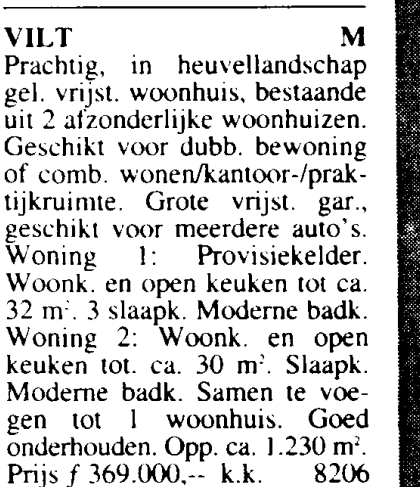 VILT M
Prachtig, in heuvellandschap
gel. vrijst. woonhuis, bestaande
uit 2 afzonderlijke woonhuizen.
Geschikt voor dubb. bewoning
of comb. wonen/kantoor-/prak-
tijkruimte. Grote vrijst. gar.,
geschikt voor meerdere auto's.
Woning 1: Provisiekelder.
Woonk. en open keuken tot ca.
32 m². 3 slaapk. Moderne badk.
Woning 2: Woonk. en open
keuken tot. ca. 30 m². Slaapk.
Moderne badk. Samen te voe-
gen tot 1 woonhuis. Goed
onderhouden. Opp. ca. 1.230 m².
Prijs ƒ 369.000,-- k.k. 8206